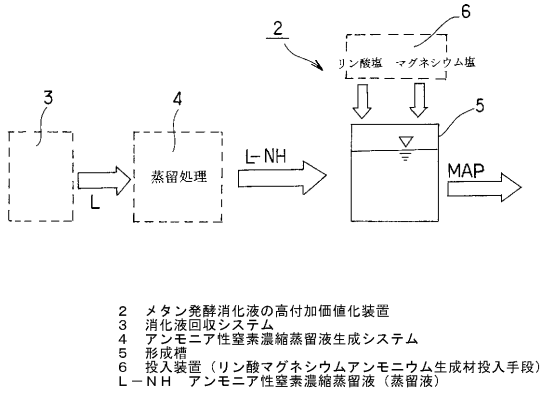 6
2
リン酸塩 マグネシウム塩
3
4
5
蒸留処理
L
L-NH
MAP
2 メタン発酵消化液の高付加価値化装置
3 消化液回収システム
4 アンモニア性窒素濃縮蒸留液生成システム
5 形成槽
6 投入装置（リン酸マグネシウムアンモニウム生成材投入手段）
L－NH アンモニア性窒素濃縮蒸留液（蒸留液）